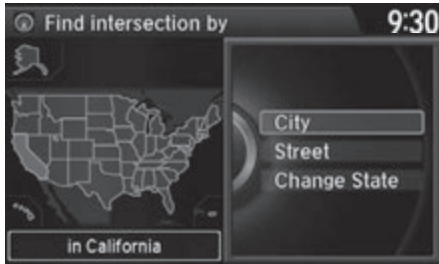 Find intersection by
9:30
City
Street
Change State
in California